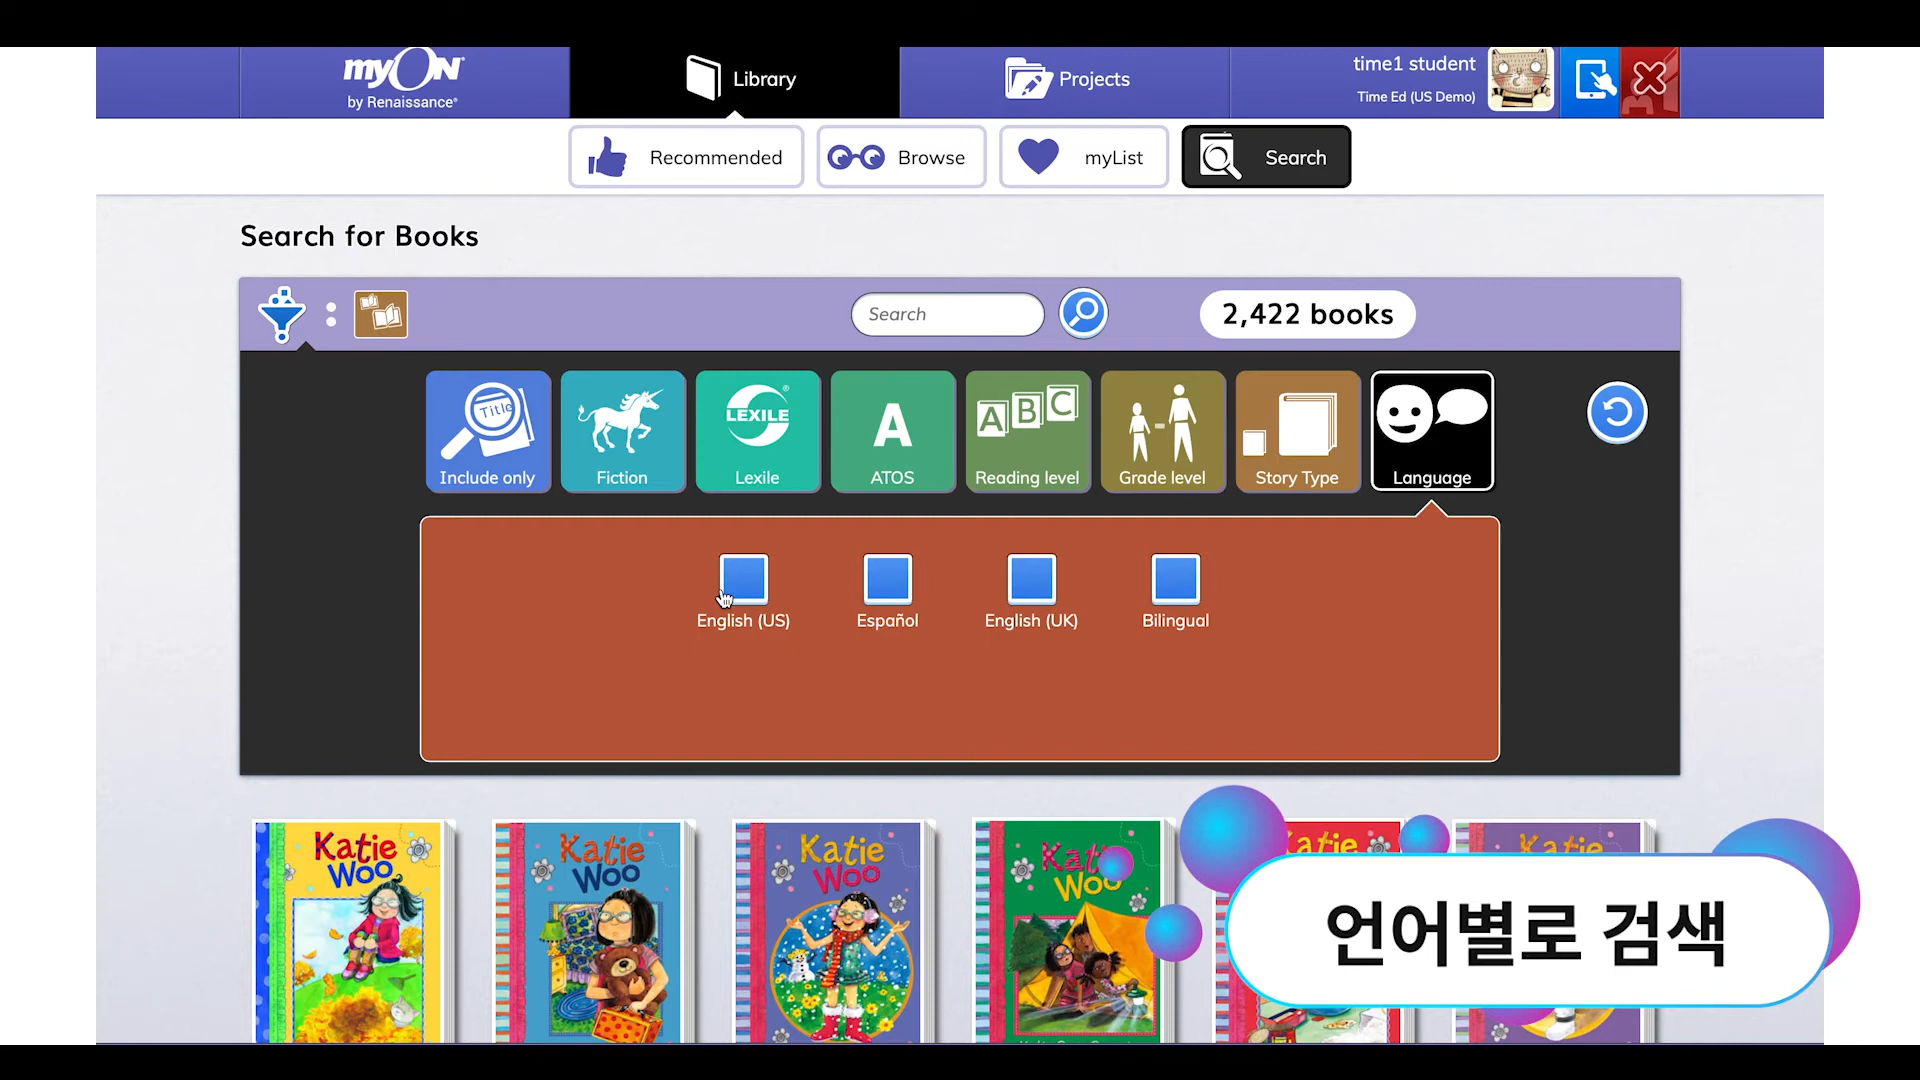 myON®
by Renaissance®
Library
Projects
time1 student
Time Ed (US Demo)
Recommended
Browse
myList
Search
Search for Books
Search
2,422 books
Title
Include only
Fiction
LEXILE®
Lexile
A
ATOS
A B C
Reading level
Grade level
Story Type
Language
English (US)
Español
English (UK)
Bilingual
Katie
Woo
Katie
Woo
Katie
Woo
Katie
Woo
Katie
Katie
언어별로 검색